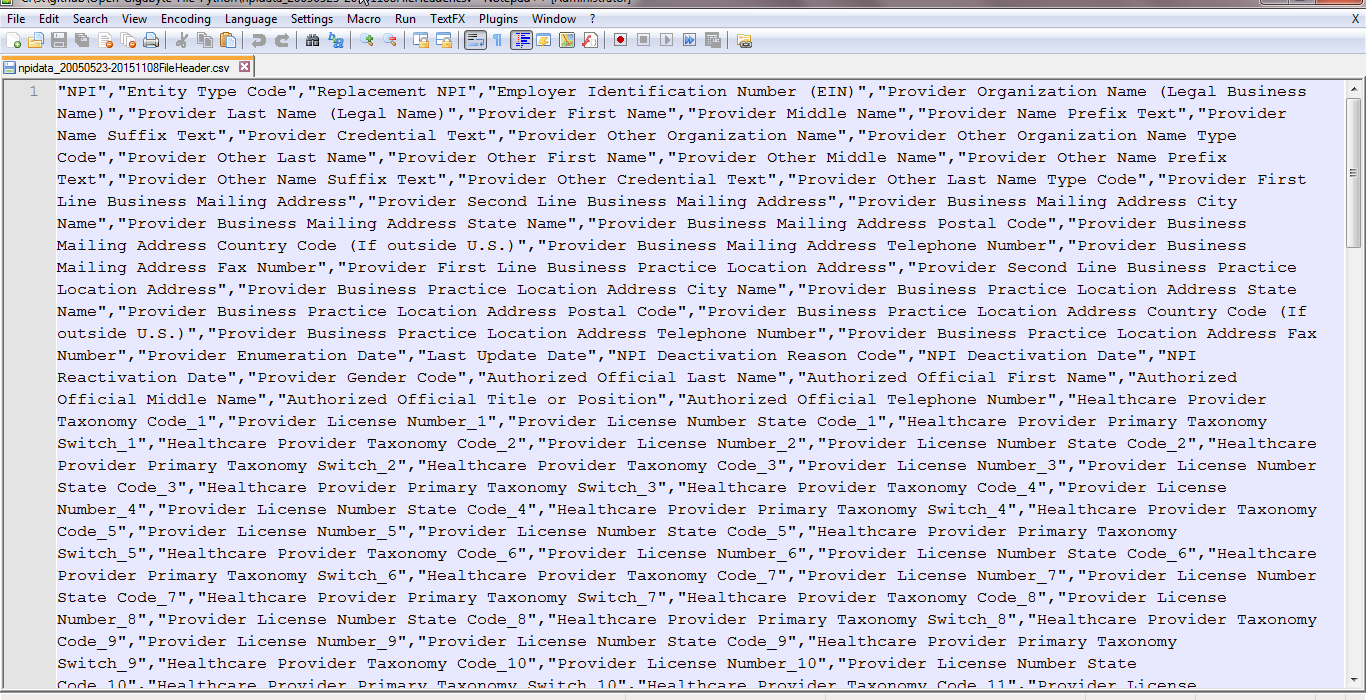 File Edit Search View Encoding Language Settings Macro Run TextFX Plugins Window ? X
npidata_20050523-20151108FileHeader.csv
1 "NPI","Entity Type Code","Replacement NPI","Employer Identification Number (EIN)","Provider Organization Name (Legal Business
Name)","Provider Last Name (Legal Name)","Provider First Name","Provider Middle Name","Provider Name Prefix Text","Provider
Name Suffix Text","Provider Credential Text","Provider Other Organization Name","Provider Other Organization Name Type
Code","Provider Other Last Name","Provider Other First Name","Provider Other Middle Name","Provider Other Name Prefix
Text","Provider Other Name Suffix Text","Provider Other Credential Text","Provider Other Last Name Type Code","Provider First
Line Business Mailing Address","Provider Second Line Business Mailing Address","Provider Business Mailing Address City
Name","Provider Business Mailing Address State Name","Provider Business Mailing Address Postal Code","Provider Business
Mailing Address Country Code (If outside U.S.)","Provider Business Mailing Address Telephone Number","Provider Business
Mailing Address Fax Number","Provider First Line Business Practice Location Address","Provider Second Line Business Practice
Location Address","Provider Business Practice Location Address City Name","Provider Business Practice Location Address State
Name","Provider Business Practice Location Address Postal Code","Provider Business Practice Location Address Country Code (If
outside U.S.)","Provider Business Practice Location Address Telephone Number","Provider Business Practice Location Address Fax
Number","Provider Enumeration Date","Last Update Date","NPI Deactivation Reason Code","NPI Deactivation Date","NPI
Reactivation Date","Provider Gender Code","Authorized Official Last Name","Authorized Official First Name","Authorized
Official Middle Name","Authorized Official Title or Position","Authorized Official Telephone Number","Healthcare Provider
Taxonomy Code_1","Provider License Number_1","Provider License Number State Code_1","Healthcare Provider Primary Taxonomy
Switch_1","Healthcare Provider Taxonomy Code_2","Provider License Number_2","Provider License Number State Code_2","Healthcare
Provider Primary Taxonomy Switch_2","Healthcare Provider Taxonomy Code_3","Provider License Number_3","Provider License Number
State Code_3","Healthcare Provider Primary Taxonomy Switch_3","Healthcare Provider Taxonomy Code_4","Provider License
Number_4","Provider License Number State Code_4","Healthcare Provider Primary Taxonomy Switch_4","Healthcare Provider Taxonomy
Code_5","Provider License Number_5","Provider License Number State Code_5","Healthcare Provider Primary Taxonomy
Switch_5","Healthcare Provider Taxonomy Code_6","Provider License Number_6","Provider License Number State Code_6","Healthcare
Provider Primary Taxonomy Switch_6","Healthcare Provider Taxonomy Code_7","Provider License Number_7","Provider License Number
State Code_7","Healthcare Provider Primary Taxonomy Switch_7","Healthcare Provider Taxonomy Code_8","Provider License
Number_8","Provider License Number State Code_8","Healthcare Provider Primary Taxonomy Switch_8","Healthcare Provider Taxonomy
Code_9","Provider License Number_9","Provider License Number State Code_9","Healthcare Provider Primary Taxonomy
Switch_9","Healthcare Provider Taxonomy Code_10","Provider License Number_10","Provider License Number State
Code_10","Healthcare Provider Primary Taxonomy Switch_10","Healthcare Provider Taxonomy Code_11","Provider License